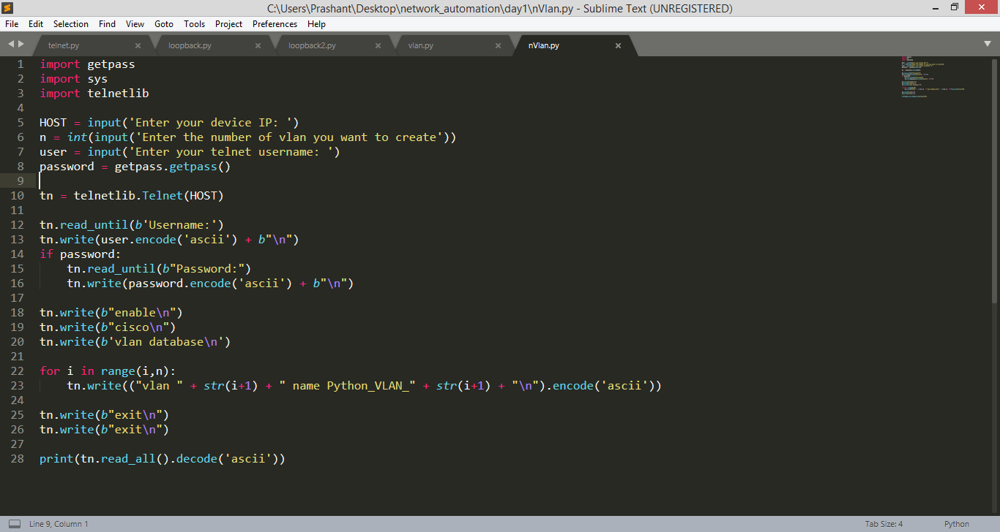 C:\Users\Prashant\Desktop\network_automation\day1\nVlan.py - Sublime Text (UNREGISTERED)
File Edit Selection Find View Goto Tools Project Preferences Help
telnet.py loopback.py loopback2.py vlan.py nVlan.py
1 import getpass
2 import sys
3 import telnetlib
4
5 HOST = input('Enter your device IP: ')
6 n = int(input('Enter the number of vlan you want to create'))
7 user = input('Enter your telnet username: ')
8 password = getpass.getpass()
9
10 tn = telnetlib.Telnet(HOST)
11
12 tn.read_until(b'Username:')
13 tn.write(user.encode('ascii') + b"\n")
14 if password:
15     tn.read_until(b"Password:")
16     tn.write(password.encode('ascii') + b"\n")
17
18 tn.write(b"enable\n")
19 tn.write(b"cisco\n")
20 tn.write(b'vlan database\n')
21
22 for i in range(i,n):
23     tn.write(("vlan " + str(i+1) + " name Python_VLAN_" + str(i+1) + "\n").encode('ascii'))
24
25 tn.write(b"exit\n")
26 tn.write(b"exit\n")
27
28 print(tn.read_all().decode('ascii'))
Line 9, Column 1 Tab Size: 4 Python